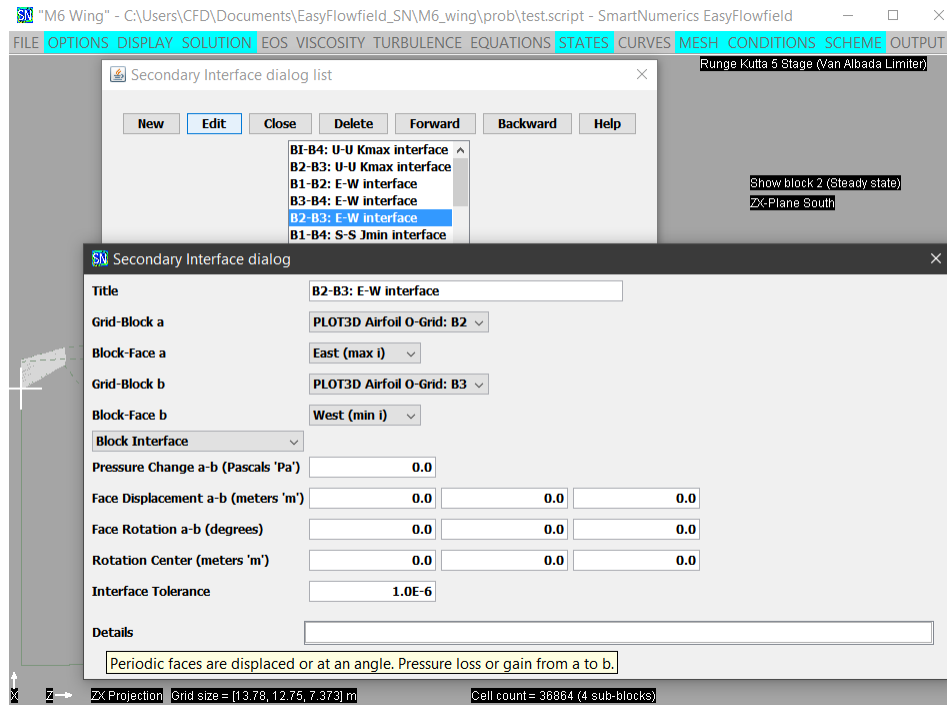 SN "M6 Wing" - C:\Users\CFD\Documents\EasyFlowfield_SN\M6_wing\prob\test.script - SmartNumerics EasyFlowfield
FILE OPTIONS DISPLAY SOLUTION EOS VISCOSITY TURBULENCE EQUATIONS STATES CURVES MESH CONDITIONS SCHEME OUTPUT
Runge Kutta 5 Stage (Van Albada Limiter)
Secondary Interface dialog list
New Edit Close Delete Forward Backward Help
BI-B4: U-U Kmax interface
B2-B3: U-U Kmax interface
B1-B2: E-W interface
B3-B4: E-W interface
B2-B3: E-W interface
B1-B4: S-S Jmin interface
Show block 2 (Steady state)
ZX-Plane South
SN Secondary Interface dialog
Title B2-B3: E-W interface
Grid-Block a PLOT3D Airfoil O-Grid: B2
Block-Face a East (max i)
Grid-Block b PLOT3D Airfoil O-Grid: B3
Block-Face b West (min i)
Block Interface
Pressure Change a-b (Pascals 'Pa') 0.0
Face Displacement a-b (meters 'm') 0.0 0.0 0.0
Face Rotation a-b (degrees) 0.0 0.0 0.0
Rotation Center (meters 'm') 0.0 0.0 0.0
Interface Tolerance 1.0E-6
Details
Periodic faces are displaced or at an angle. Pressure loss or gain from a to b.
X Z ZX Projection Grid size = [13.78, 12.75, 7.373] m Cell count = 36864 (4 sub-blocks)